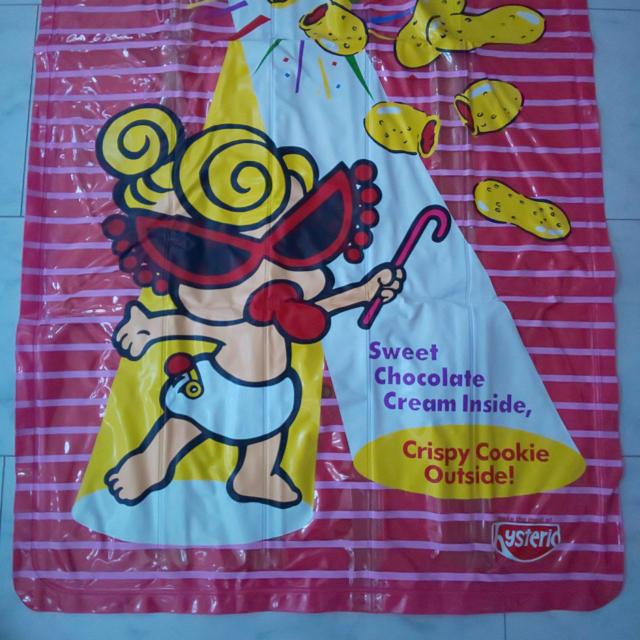 Sweet
Chocolate
Cream Inside,
Crispy Cookie
Outside!
hysteric